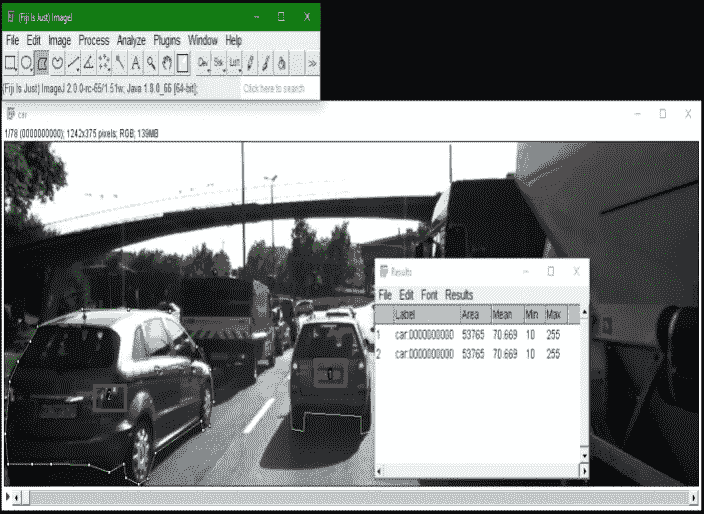 (Fiji Is Just) ImageJ
File Edit Image Process Analyze Plugins Window Help
A Dev Stk LUT
(Fiji Is Just) ImageJ 2.0.0-rc-65/1.51w; Java 1.8.0_66 [64-bit];
Click here to search
car
1/78 (0000000000); 1242x375 pixels; RGB; 139MB
Results
File Edit Font Results
Label Area Mean Min Max
1 car:0000000000 53765 70.669 10 255
2 car:0000000000 53765 70.669 10 255